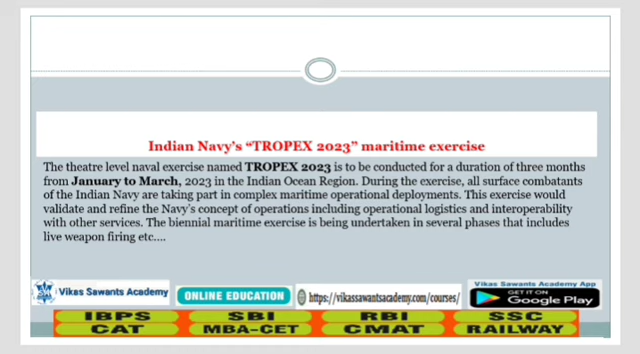 Indian Navy's "TROPEX 2023" maritime exercise
The theatre level naval exercise named TROPEX 2023 is to be conducted for a duration of three months
from January to March, 2023 in the Indian Ocean Region. During the exercise, all surface combatants
of the Indian Navy are taking part in complex maritime operational deployments. This exercise would
validate and refine the Navy's concept of operations including operational logistics and interoperability
with other services. The biennial maritime exercise is being undertaken in several phases that includes
live weapon firing etc....
Vikas Sawants Academy
ONLINE EDUCATION
https://vikassawantsacademy.com/courses/
Vikas Sawants Academy App
GET IT ON
Google Play
IBPS SBI RBI SSC
CAT MBA-CET CMAT RAILWAY